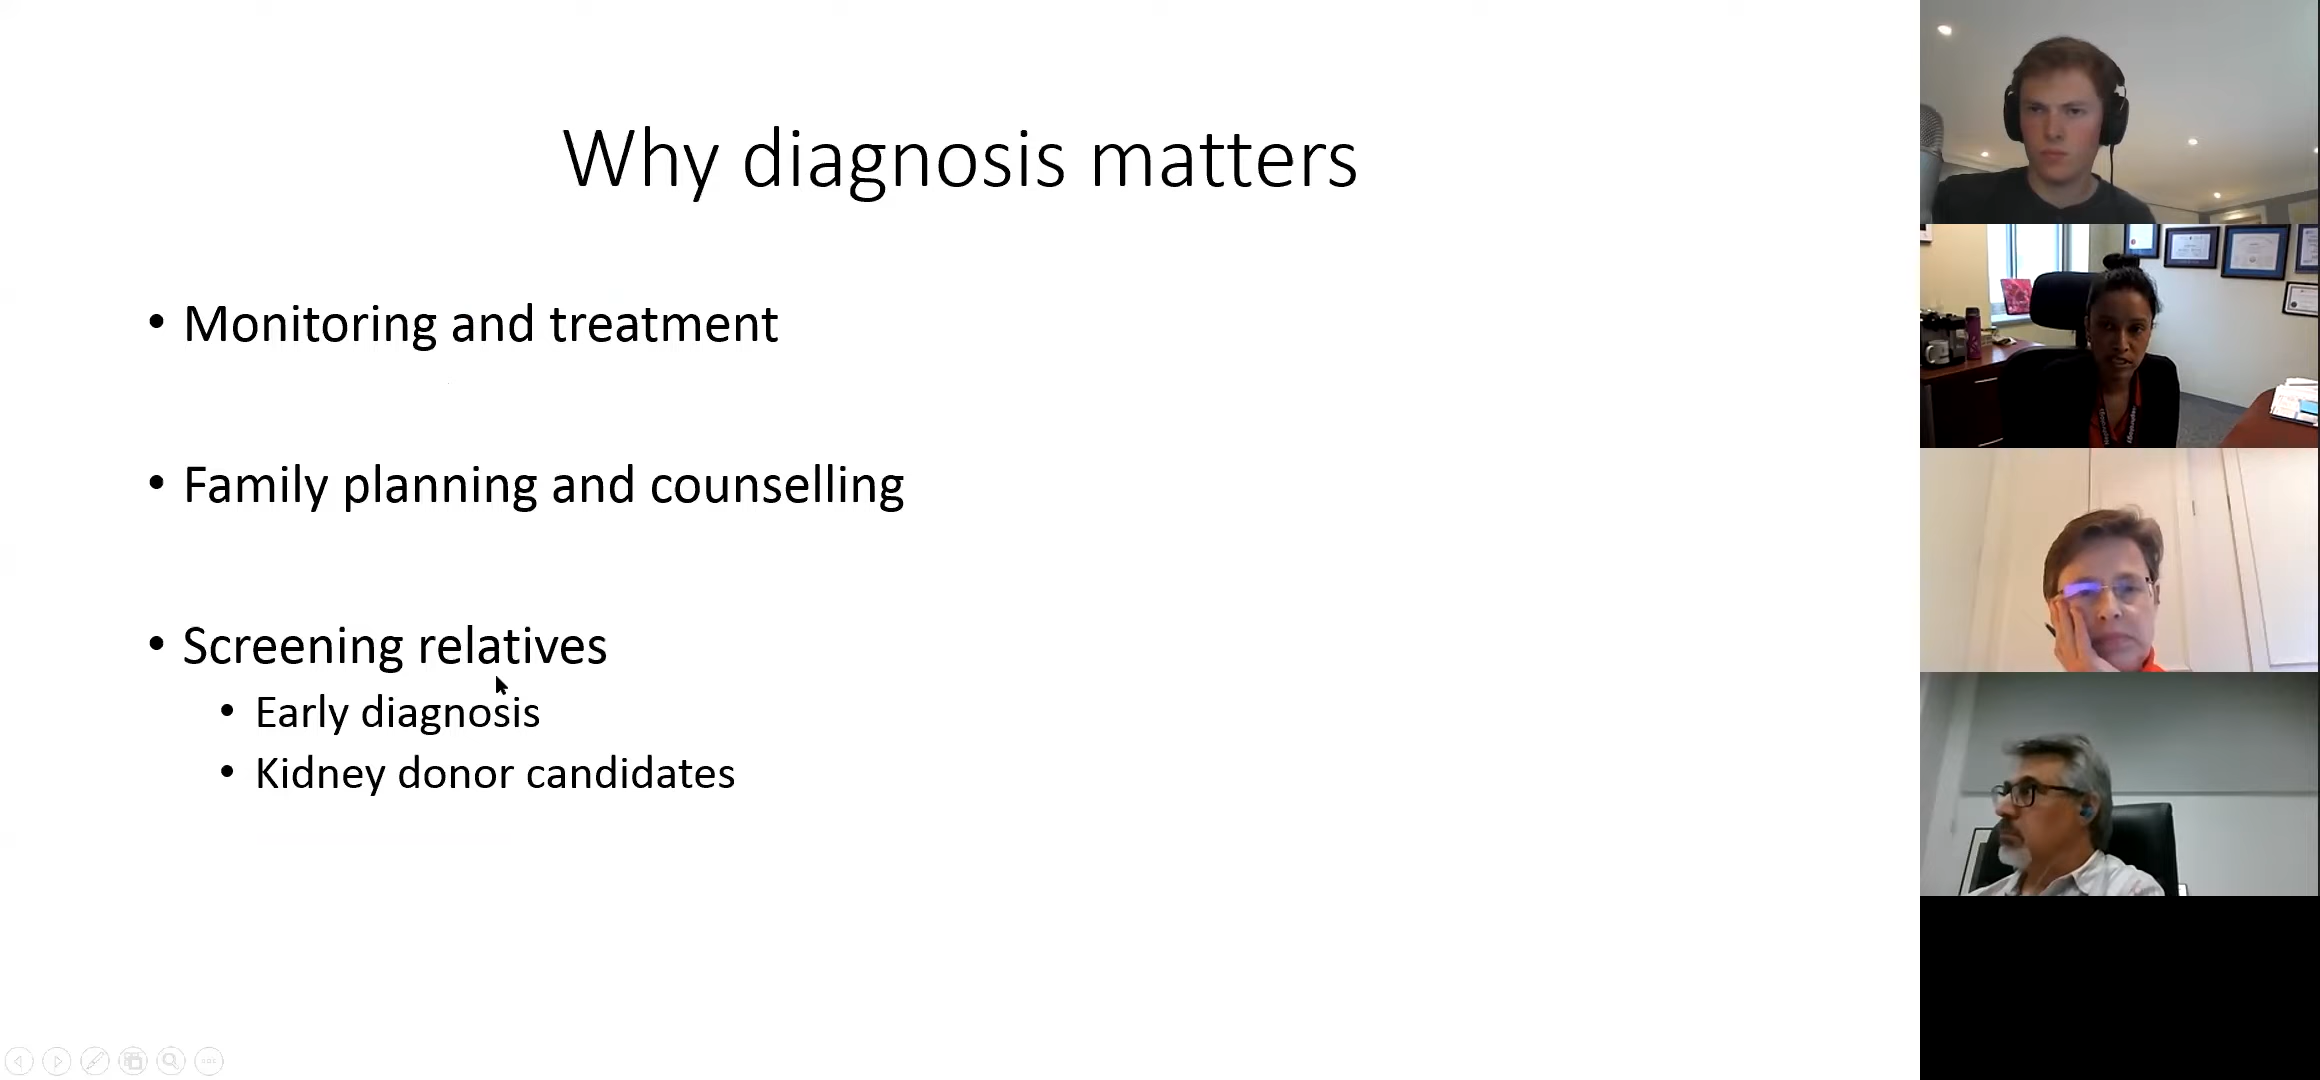 Why diagnosis matters
• Monitoring and treatment
• Family planning and counselling
• Screening relatives
• Early diagnosis
• Kidney donor candidates